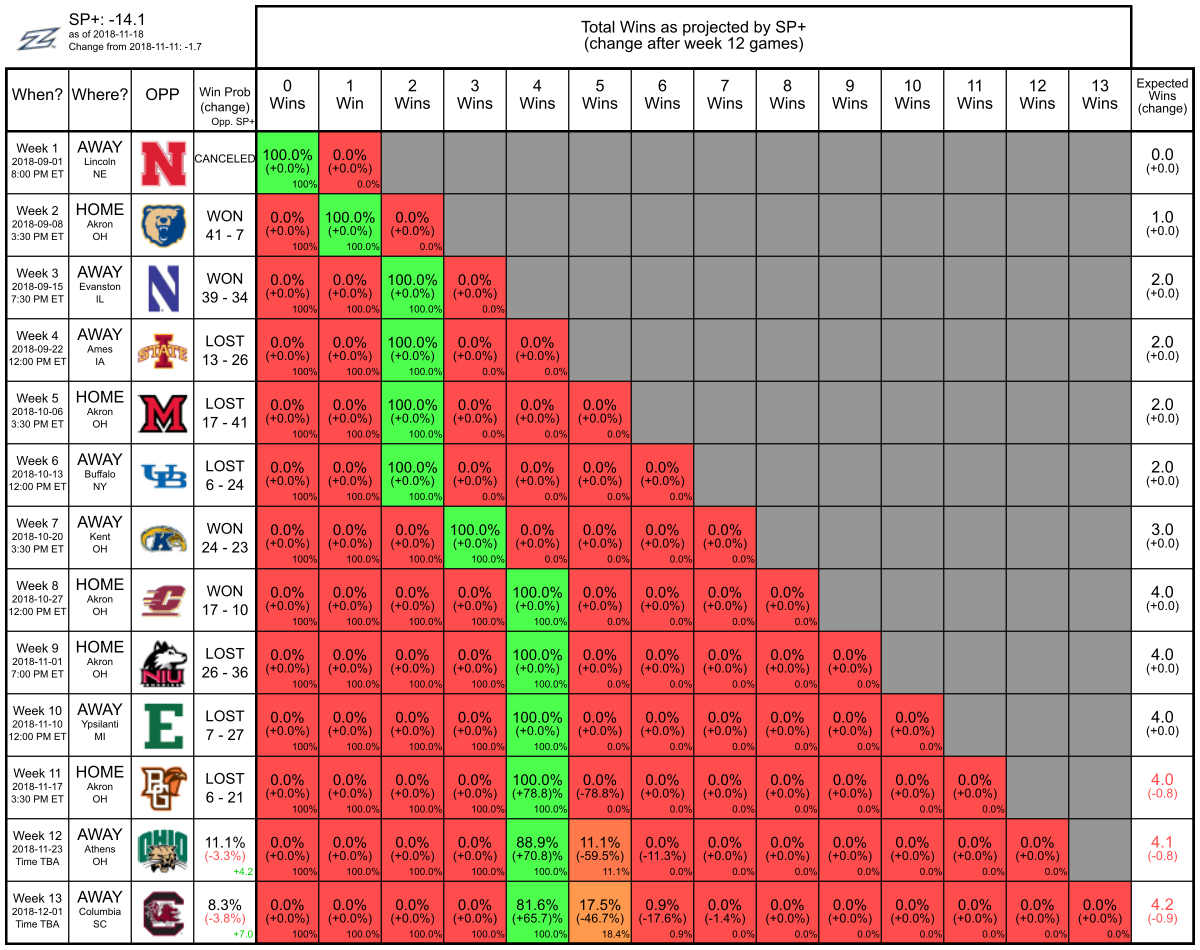 SP+: -14.1
as of 2018-11-18
Change from 2018-11-11: -1.7
Total Wins as projected by SP+
(change after week 12 games)
When? Where? OPP Win Prob (change) Opp. SP+ 0 Wins 1 Win 2 Wins 3 Wins 4 Wins 5 Wins 6 Wins 7 Wins 8 Wins 9 Wins 10 Wins 11 Wins 12 Wins 13 Wins Expected Wins (change)
Week 1 AWAY 100.0% 0.0% 0.0
2018-09-01 Lincoln N CANCELED (+0.0%) (+0.0%) (+0.0)
8:00 PM ET NE 100% 0.0%
Week 2 HOME WON 0.0% 100.0% 0.0% 1.0
2018-09-08 Akron 41 - 7 (+0.0%) (+0.0%) (+0.0%) (+0.0)
3:30 PM ET OH 100% 100.0% 0.0%
Week 3 AWAY WON 0.0% 0.0% 100.0% 0.0% 2.0
2018-09-15 Evanston N 39 - 34 (+0.0%) (+0.0%) (+0.0%) (+0.0%) (+0.0)
7:30 PM ET IL 100% 100.0% 100.0% 0.0%
Week 4 AWAY LOST 0.0% 0.0% 100.0% 0.0% 0.0% 2.0
2018-09-22 Ames I STATE 13 - 26 (+0.0%) (+0.0%) (+0.0%) (+0.0%) (+0.0%) (+0.0)
12:00 PM ET IA 100% 100.0% 100.0% 0.0% 0.0%
Week 5 HOME LOST 0.0% 0.0% 100.0% 0.0% 0.0% 0.0% 2.0
2018-10-06 Akron M 17 - 41 (+0.0%) (+0.0%) (+0.0%) (+0.0%) (+0.0%) (+0.0%) (+0.0)
3:30 PM ET OH 100% 100.0% 100.0% 0.0% 0.0% 0.0%
Week 6 AWAY LOST 0.0% 0.0% 100.0% 0.0% 0.0% 0.0% 0.0% 2.0
2018-10-13 Buffalo UB 6 - 24 (+0.0%) (+0.0%) (+0.0%) (+0.0%) (+0.0%) (+0.0%) (+0.0%) (+0.0)
12:00 PM ET NY 100% 100.0% 100.0% 0.0% 0.0% 0.0% 0.0%
Week 7 AWAY WON 0.0% 0.0% 0.0% 100.0% 0.0% 0.0% 0.0% 0.0% 3.0
2018-10-20 Kent K 24 - 23 (+0.0%) (+0.0%) (+0.0%) (+0.0%) (+0.0%) (+0.0%) (+0.0%) (+0.0%) (+0.0)
3:30 PM ET OH 100% 100.0% 100.0% 100.0% 0.0% 0.0% 0.0% 0.0%
Week 8 HOME WON 0.0% 0.0% 0.0% 0.0% 100.0% 0.0% 0.0% 0.0% 0.0% 4.0
2018-10-27 Akron C 17 - 10 (+0.0%) (+0.0%) (+0.0%) (+0.0%) (+0.0%) (+0.0%) (+0.0%) (+0.0%) (+0.0%) (+0.0)
12:00 PM ET OH 100% 100.0% 100.0% 100.0% 100.0% 0.0% 0.0% 0.0% 0.0%
Week 9 HOME LOST 0.0% 0.0% 0.0% 0.0% 100.0% 0.0% 0.0% 0.0% 0.0% 0.0% 4.0
2018-11-01 Akron NIU 26 - 36 (+0.0%) (+0.0%) (+0.0%) (+0.0%) (+0.0%) (+0.0%) (+0.0%) (+0.0%) (+0.0%) (+0.0%) (+0.0)
7:00 PM ET OH 100% 100.0% 100.0% 100.0% 100.0% 0.0% 0.0% 0.0% 0.0% 0.0%
Week 10 AWAY LOST 0.0% 0.0% 0.0% 0.0% 100.0% 0.0% 0.0% 0.0% 0.0% 0.0% 0.0% 4.0
2018-11-10 Ypsilanti E 7 - 27 (+0.0%) (+0.0%) (+0.0%) (+0.0%) (+0.0%) (+0.0%) (+0.0%) (+0.0%) (+0.0%) (+0.0%) (+0.0%) (+0.0)
12:00 PM ET MI 100% 100.0% 100.0% 100.0% 100.0% 0.0% 0.0% 0.0% 0.0% 0.0% 0.0%
Week 11 HOME LOST 0.0% 0.0% 0.0% 0.0% 100.0% 0.0% 0.0% 0.0% 0.0% 0.0% 0.0% 0.0% 4.0
2018-11-17 Akron BG 6 - 21 (+0.0%) (+0.0%) (+0.0%) (+0.0%) (+78.8)% (-78.8%) (+0.0%) (+0.0%) (+0.0%) (+0.0%) (+0.0%) (+0.0%) (-0.8)
3:30 PM ET OH 100% 100.0% 100.0% 100.0% 100.0% 0.0% 0.0% 0.0% 0.0% 0.0% 0.0% 0.0%
Week 12 AWAY 11.1% 0.0% 0.0% 0.0% 0.0% 88.9% 11.1% 0.0% 0.0% 0.0% 0.0% 0.0% 0.0% 0.0% 4.1
2018-11-23 Athens OHIO (-3.3%) (+0.0%) (+0.0%) (+0.0%) (+0.0%) (+70.8)% (-59.5%) (-11.3%) (+0.0%) (+0.0%) (+0.0%) (+0.0%) (+0.0%) (+0.0%) (-0.8)
Time TBA OH +4.2 100% 100.0% 100.0% 100.0% 100.0% 11.1% 0.0% 0.0% 0.0% 0.0% 0.0% 0.0% 0.0%
Week 13 AWAY 8.3% 0.0% 0.0% 0.0% 0.0% 81.6% 17.5% 0.9% 0.0% 0.0% 0.0% 0.0% 0.0% 0.0% 0.0% 4.2
2018-12-01 Columbia C (-3.8%) (+0.0%) (+0.0%) (+0.0%) (+0.0%) (+65.7)% (-46.7%) (-17.6%) (-1.4%) (+0.0%) (+0.0%) (+0.0%) (+0.0%) (+0.0%) (+0.0%) (-0.9)
Time TBA SC +7.0 100% 100.0% 100.0% 100.0% 100.0% 18.4% 0.9% 0.0% 0.0% 0.0% 0.0% 0.0% 0.0% 0.0%